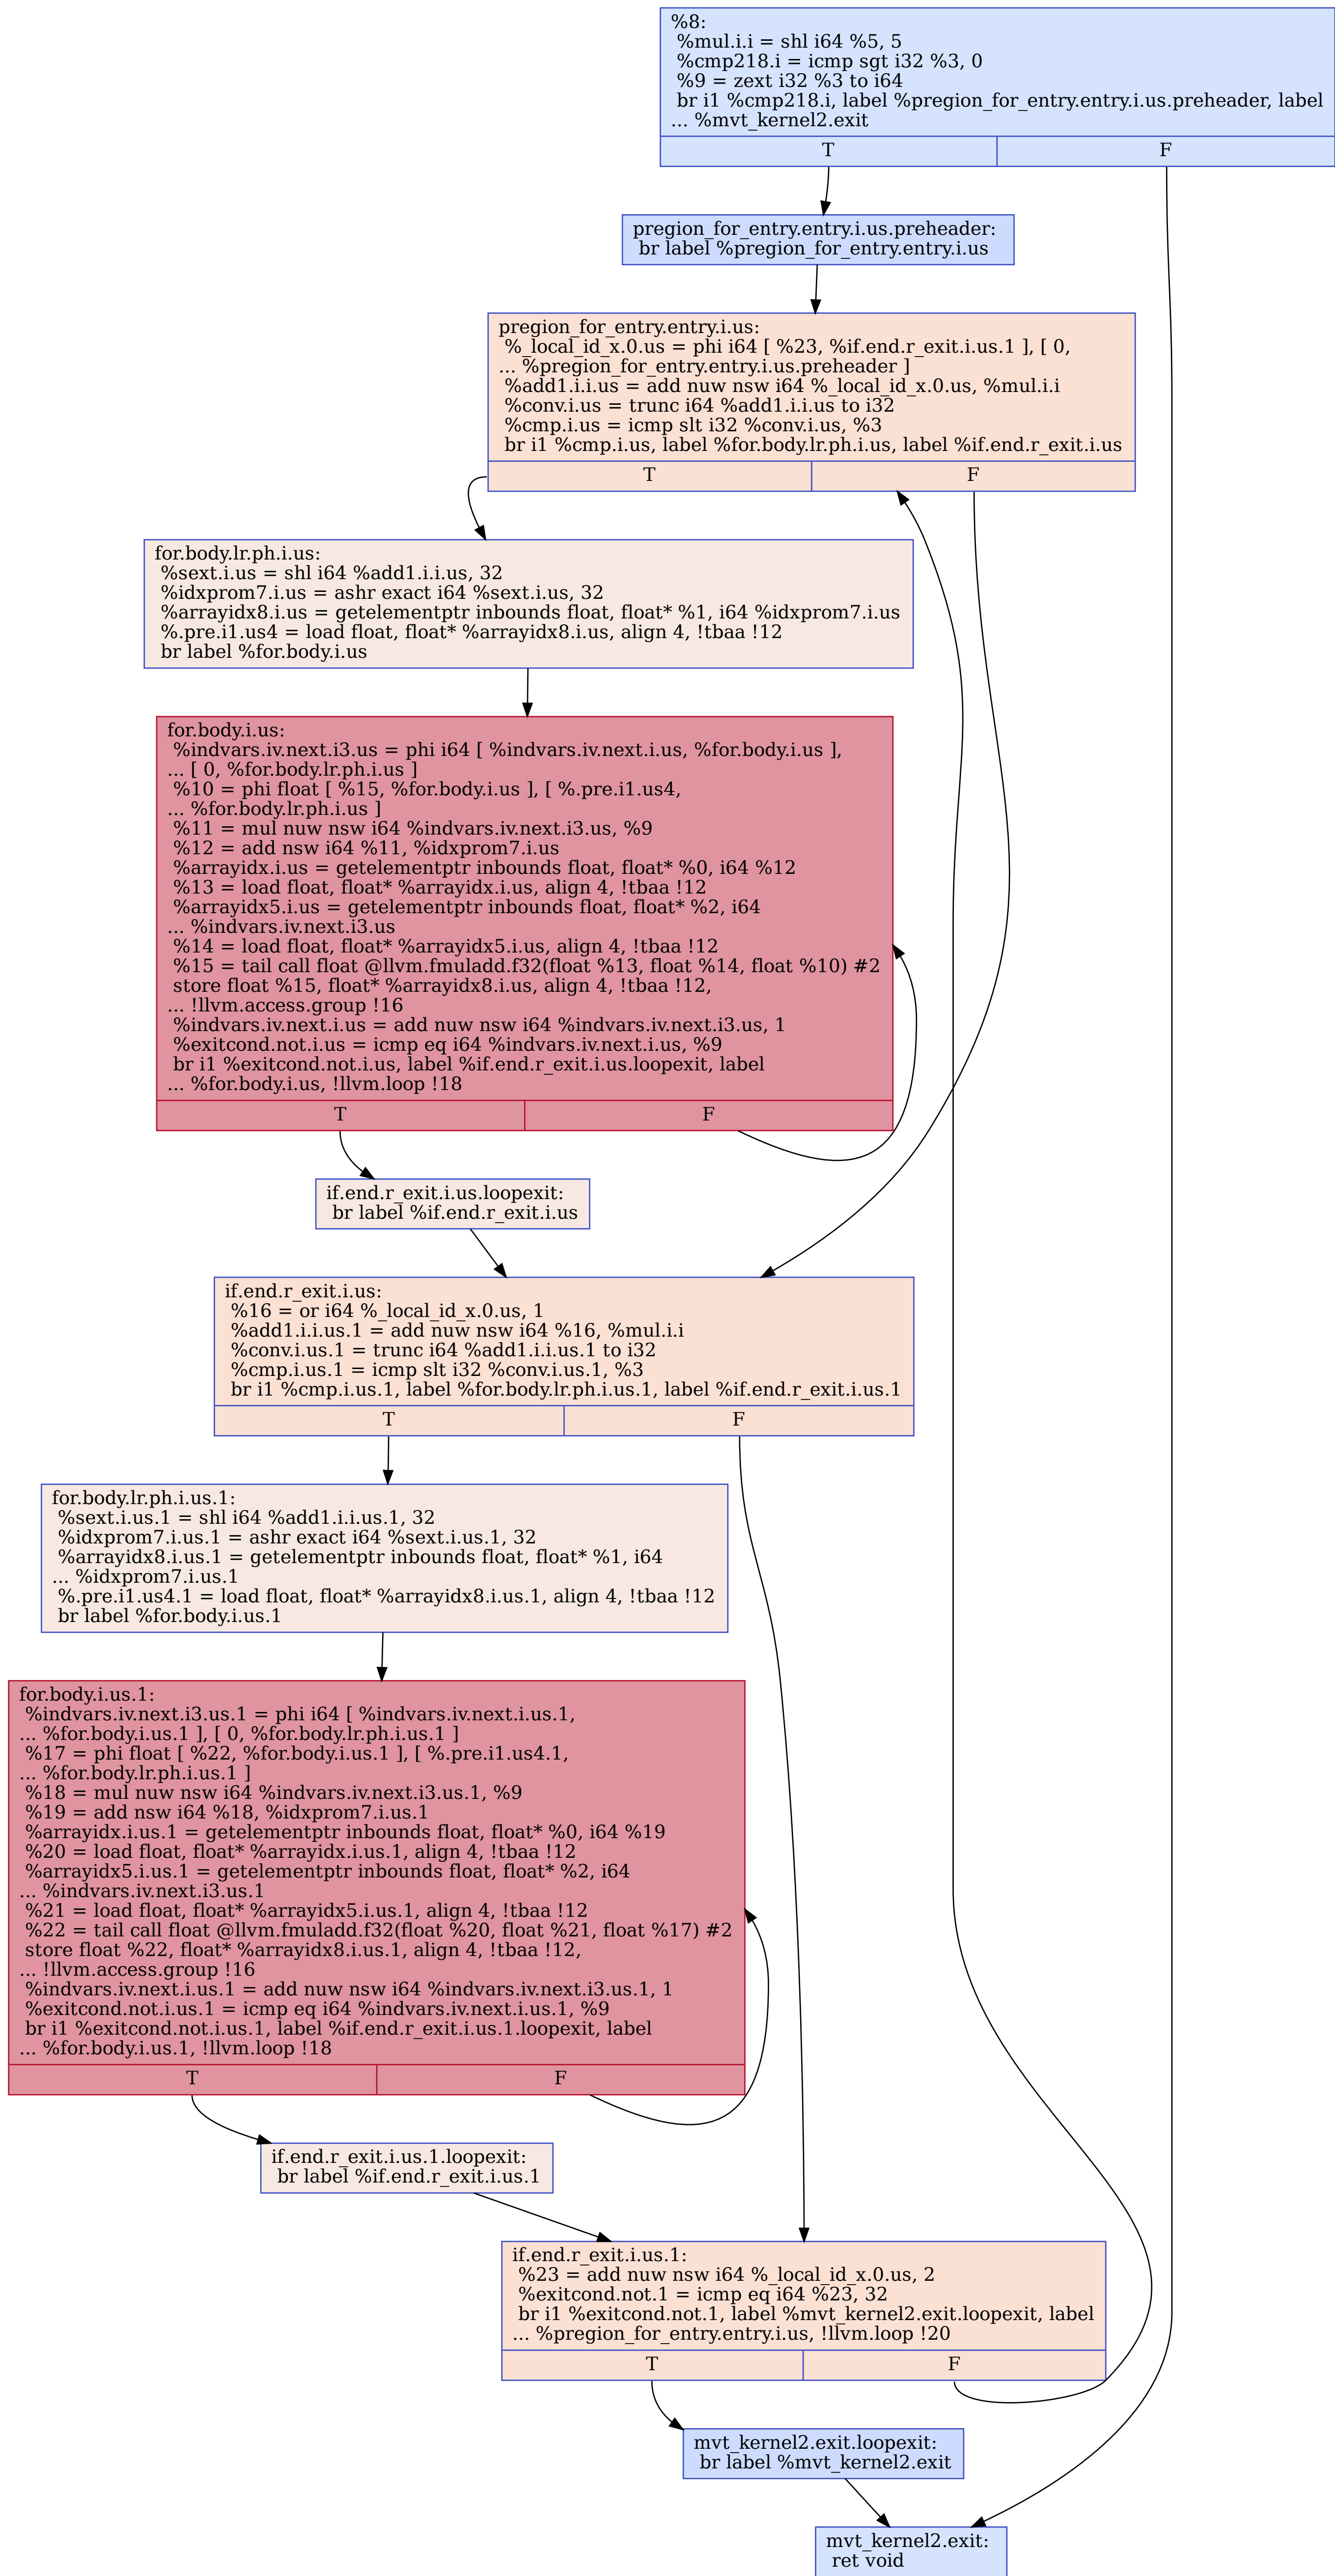 %8:
%mul.i.i = shl i64 %5, 5
%cmp218.i = icmp sgt i32 %3, 0
%9 = zext i32 %3 to i64
br i1 %cmp218.i, label %pregion_for_entry.entry.i.us.preheader, label
... %mvt_kernel2.exit
T F
pregion_for_entry.entry.i.us.preheader:
br label %pregion_for_entry.entry.i.us
pregion_for_entry.entry.i.us:
%_local_id_x.0.us = phi i64 [ %23, %if.end.r_exit.i.us.1 ], [ 0,
... %pregion_for_entry.entry.i.us.preheader ]
%add1.i.i.us = add nuw nsw i64 %_local_id_x.0.us, %mul.i.i
%conv.i.us = trunc i64 %add1.i.i.us to i32
%cmp.i.us = icmp slt i32 %conv.i.us, %3
br i1 %cmp.i.us, label %for.body.lr.ph.i.us, label %if.end.r_exit.i.us
T F
for.body.lr.ph.i.us:
%sext.i.us = shl i64 %add1.i.i.us, 32
%idxprom7.i.us = ashr exact i64 %sext.i.us, 32
%arrayidx8.i.us = getelementptr inbounds float, float* %1, i64 %idxprom7.i.us
%.pre.i1.us4 = load float, float* %arrayidx8.i.us, align 4, !tbaa !12
br label %for.body.i.us
for.body.i.us:
%indvars.iv.next.i3.us = phi i64 [ %indvars.iv.next.i.us, %for.body.i.us ],
... [ 0, %for.body.lr.ph.i.us ]
%10 = phi float [ %15, %for.body.i.us ], [ %.pre.i1.us4,
... %for.body.lr.ph.i.us ]
%11 = mul nuw nsw i64 %indvars.iv.next.i3.us, %9
%12 = add nsw i64 %11, %idxprom7.i.us
%arrayidx.i.us = getelementptr inbounds float, float* %0, i64 %12
%13 = load float, float* %arrayidx.i.us, align 4, !tbaa !12
%arrayidx5.i.us = getelementptr inbounds float, float* %2, i64
... %indvars.iv.next.i3.us
%14 = load float, float* %arrayidx5.i.us, align 4, !tbaa !12
%15 = tail call float @llvm.fmuladd.f32(float %13, float %14, float %10) #2
store float %15, float* %arrayidx8.i.us, align 4, !tbaa !12,
... !llvm.access.group !16
%indvars.iv.next.i.us = add nuw nsw i64 %indvars.iv.next.i3.us, 1
%exitcond.not.i.us = icmp eq i64 %indvars.iv.next.i.us, %9
br i1 %exitcond.not.i.us, label %if.end.r_exit.i.us.loopexit, label
... %for.body.i.us, !llvm.loop !18
T F
if.end.r_exit.i.us.loopexit:
br label %if.end.r_exit.i.us
if.end.r_exit.i.us:
%16 = or i64 %_local_id_x.0.us, 1
%add1.i.i.us.1 = add nuw nsw i64 %16, %mul.i.i
%conv.i.us.1 = trunc i64 %add1.i.i.us.1 to i32
%cmp.i.us.1 = icmp slt i32 %conv.i.us.1, %3
br i1 %cmp.i.us.1, label %for.body.lr.ph.i.us.1, label %if.end.r_exit.i.us.1
T F
for.body.lr.ph.i.us.1:
%sext.i.us.1 = shl i64 %add1.i.i.us.1, 32
%idxprom7.i.us.1 = ashr exact i64 %sext.i.us.1, 32
%arrayidx8.i.us.1 = getelementptr inbounds float, float* %1, i64
... %idxprom7.i.us.1
%.pre.i1.us4.1 = load float, float* %arrayidx8.i.us.1, align 4, !tbaa !12
br label %for.body.i.us.1
for.body.i.us.1:
%indvars.iv.next.i3.us.1 = phi i64 [ %indvars.iv.next.i.us.1,
... %for.body.i.us.1 ], [ 0, %for.body.lr.ph.i.us.1 ]
%17 = phi float [ %22, %for.body.i.us.1 ], [ %.pre.i1.us4.1,
... %for.body.lr.ph.i.us.1 ]
%18 = mul nuw nsw i64 %indvars.iv.next.i3.us.1, %9
%19 = add nsw i64 %18, %idxprom7.i.us.1
%arrayidx.i.us.1 = getelementptr inbounds float, float* %0, i64 %19
%20 = load float, float* %arrayidx.i.us.1, align 4, !tbaa !12
%arrayidx5.i.us.1 = getelementptr inbounds float, float* %2, i64
... %indvars.iv.next.i3.us.1
%21 = load float, float* %arrayidx5.i.us.1, align 4, !tbaa !12
%22 = tail call float @llvm.fmuladd.f32(float %20, float %21, float %17) #2
store float %22, float* %arrayidx8.i.us.1, align 4, !tbaa !12,
... !llvm.access.group !16
%indvars.iv.next.i.us.1 = add nuw nsw i64 %indvars.iv.next.i3.us.1, 1
%exitcond.not.i.us.1 = icmp eq i64 %indvars.iv.next.i.us.1, %9
br i1 %exitcond.not.i.us.1, label %if.end.r_exit.i.us.1.loopexit, label
... %for.body.i.us.1, !llvm.loop !18
T F
if.end.r_exit.i.us.1.loopexit:
br label %if.end.r_exit.i.us.1
if.end.r_exit.i.us.1:
%23 = add nuw nsw i64 %_local_id_x.0.us, 2
%exitcond.not.1 = icmp eq i64 %23, 32
br i1 %exitcond.not.1, label %mvt_kernel2.exit.loopexit, label
... %pregion_for_entry.entry.i.us, !llvm.loop !20
T F
mvt_kernel2.exit.loopexit:
br label %mvt_kernel2.exit
mvt_kernel2.exit:
ret void